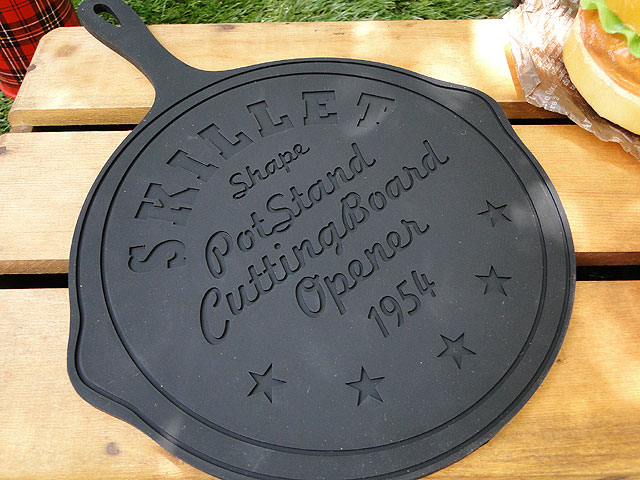 SKILLET
Shape
PotStand
CuttingBoard
Opener
1954